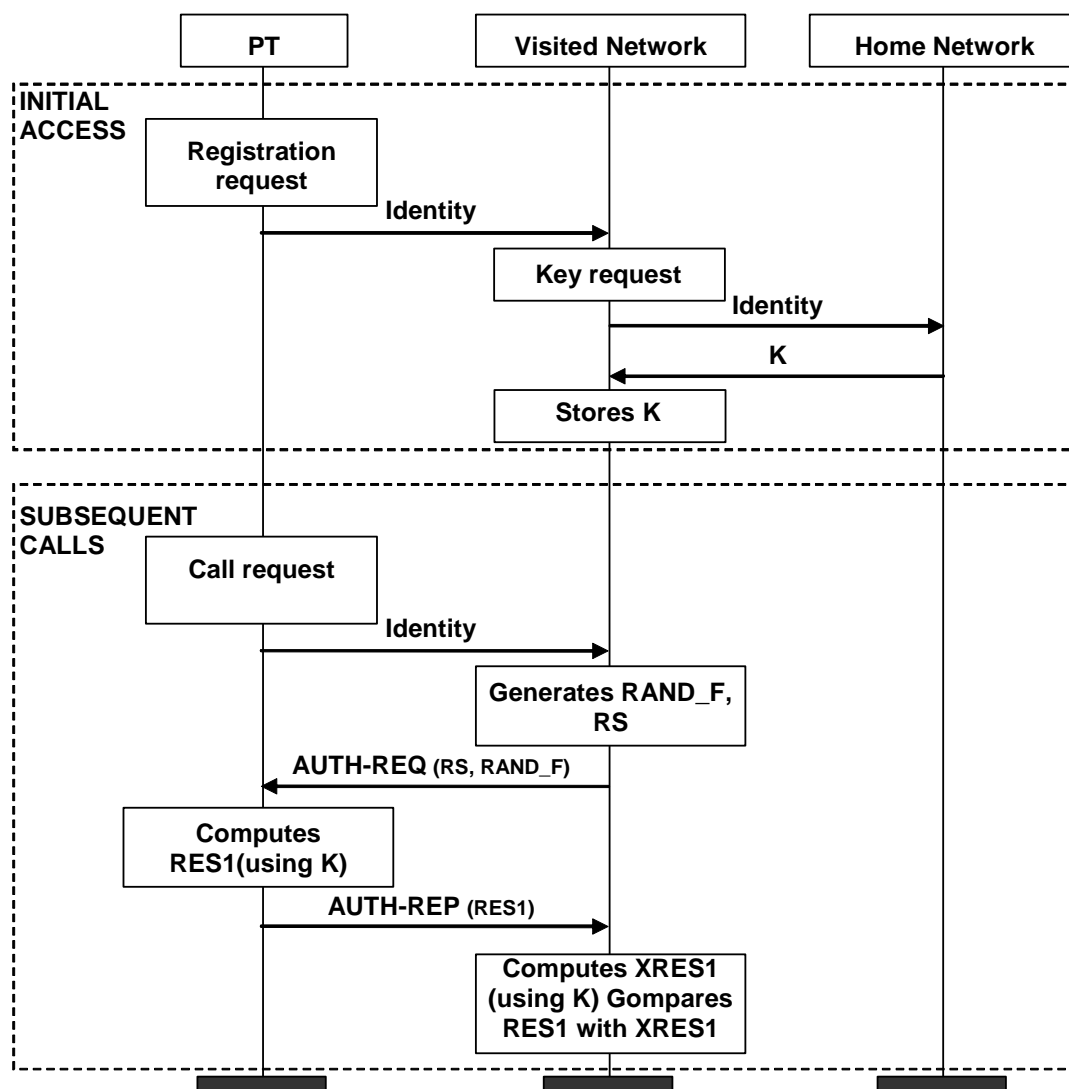 PT
Visited Network
Home Network
INITIAL
ACCESS
Registration
request
Identity
Key request
Identity
K
Stores K
SUBSEQUENT
CALLS
Call request
Identity
Generates RAND_F,
RS
AUTH-REQ (RS, RAND_F)
Computes
RES1(using K)
AUTH-REP (RES1)
Computes XRES1
(using K) Gompares
RES1 with XRES1